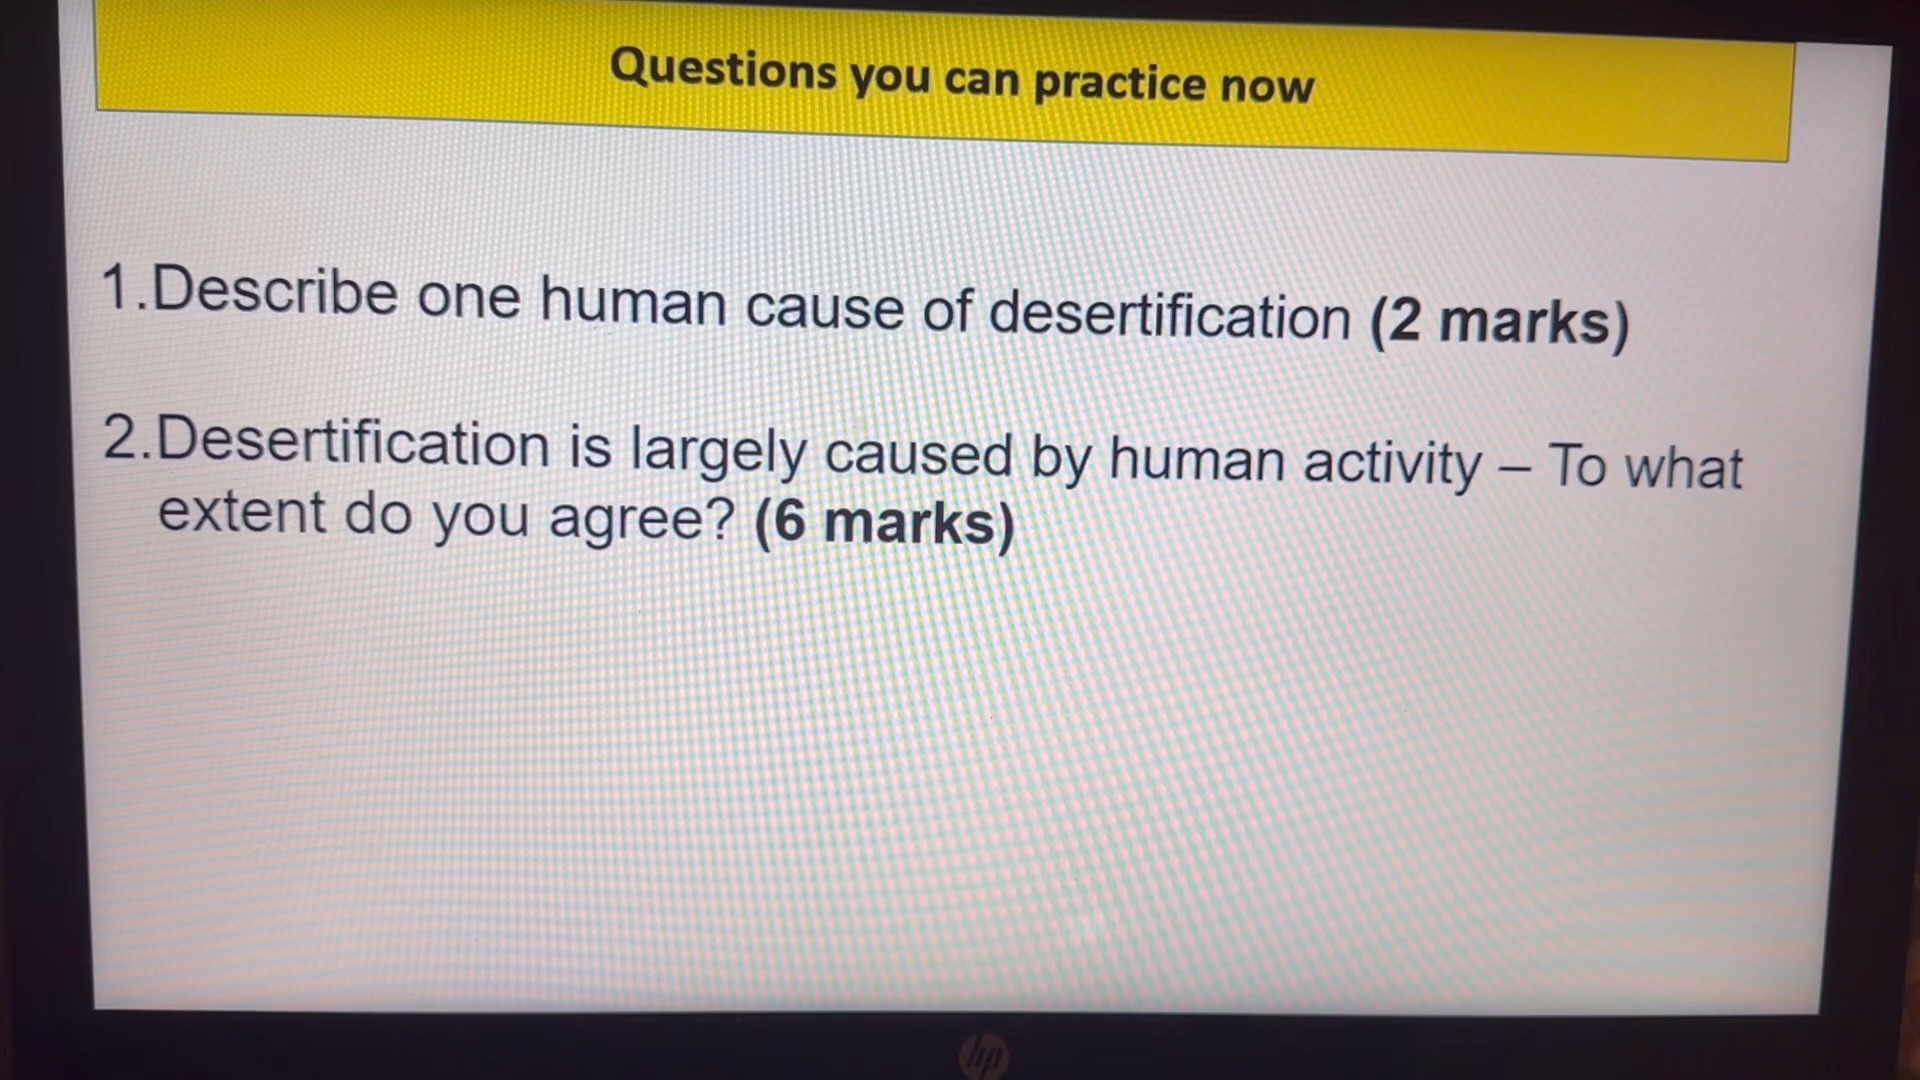 Questions you can practice now
1.Describe one human cause of desertification (2 marks)
2.Desertification is largely caused by human activity – To what
extent do you agree? (6 marks)
hp